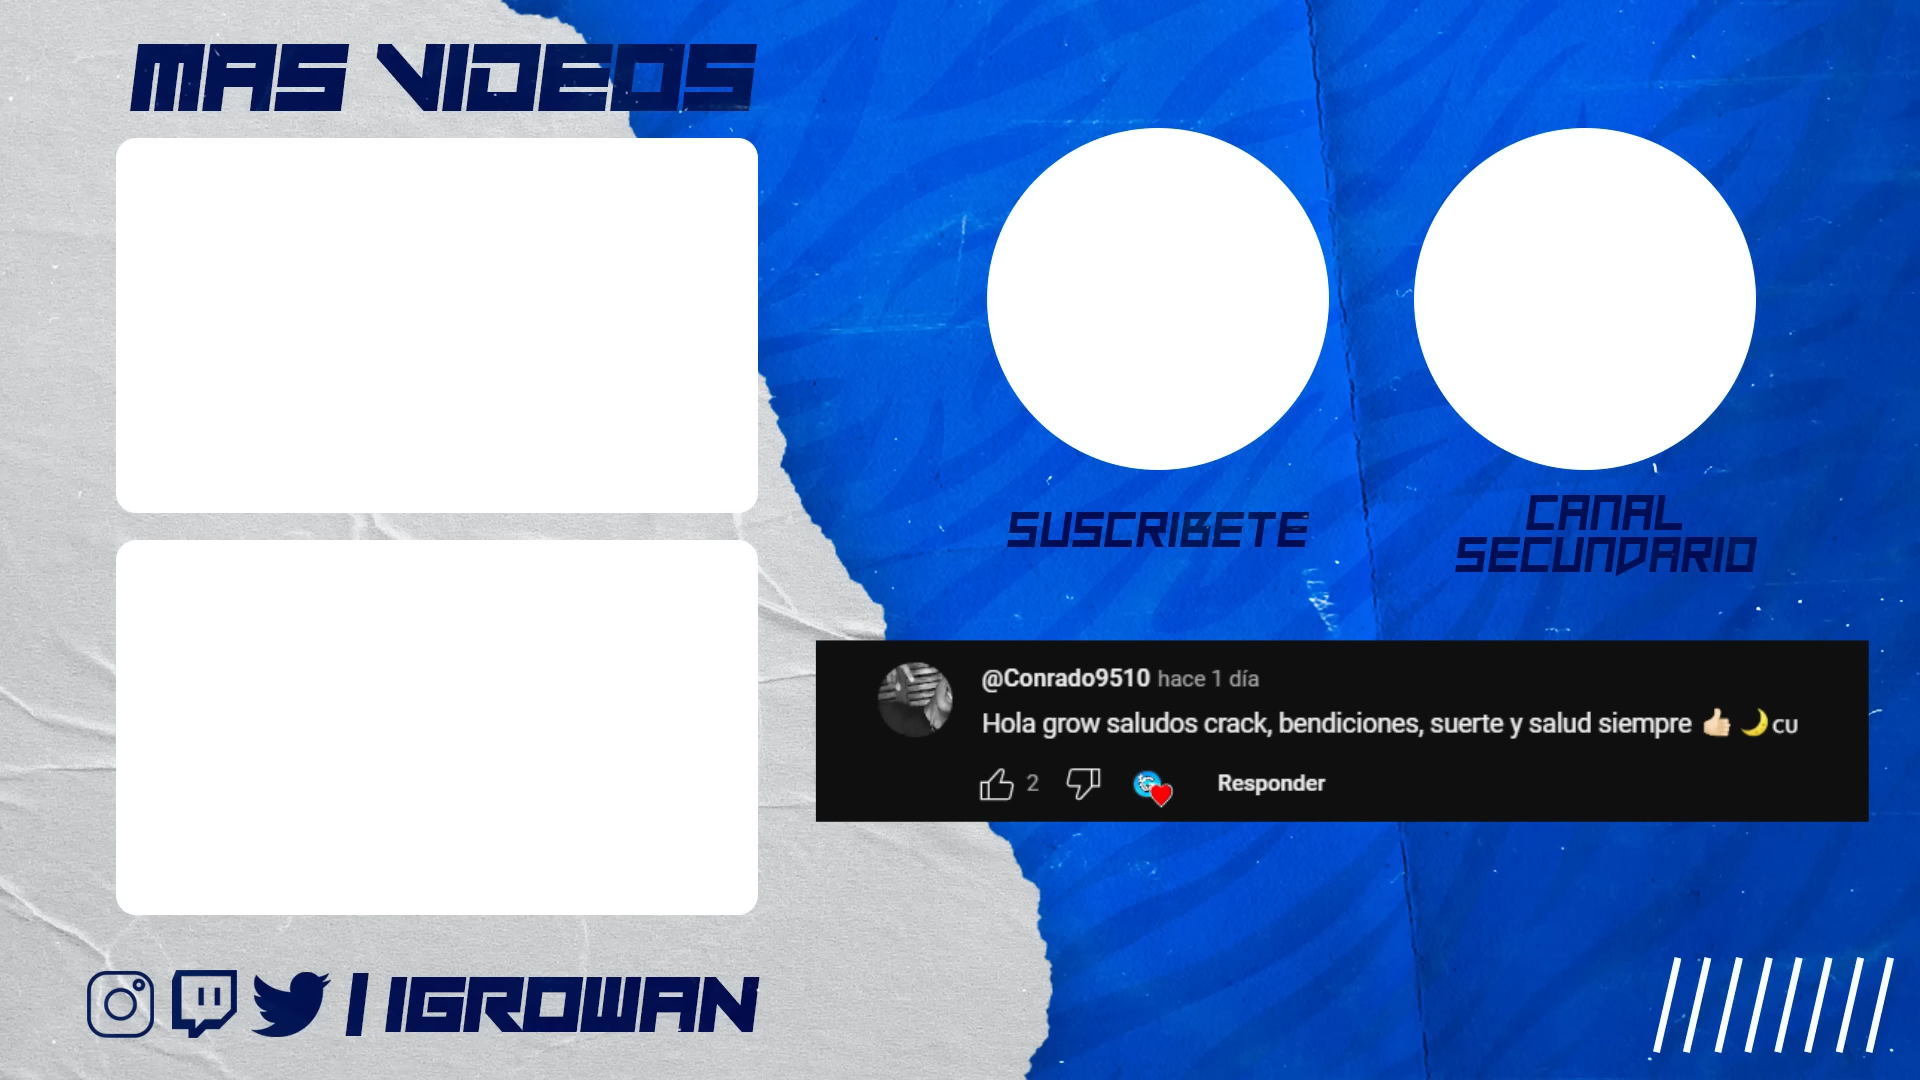 MAS VIDEOS
SUSCRIBETE
CANAL
SECUNDARIO
@Conrado9510 hace 1 día
Hola grow saludos crack, bendiciones, suerte y salud siempre 👍🏻 🌙 CU
2 Responder
| IGROWAN